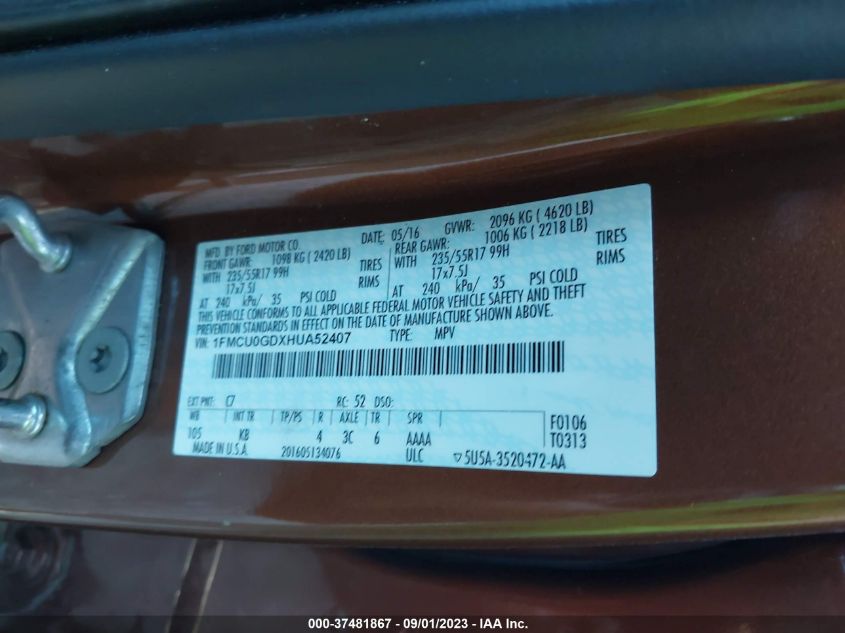 MFD. BY FORD MOTOR CO. DATE: 05/16 GVWR: 2096 KG ( 4620 LB)
FRONT GAWR: 1098 KG ( 2420 LB) REAR GAWR: 1006 KG ( 2218 LB)
WITH 235/55R17 99H TIRES WITH 235/55R17 99H TIRES
17x7.5J RIMS 17x7.5J RIMS
AT 240 kPa/ 35 PSI COLD AT 240 kPa/ 35 PSI COLD
THIS VEHICLE CONFORMS TO ALL APPLICABLE FEDERAL MOTOR VEHICLE SAFETY AND THEFT
PREVENTION STANDARDS IN EFFECT ON THE DATE OF MANUFACTURE SHOWN ABOVE.
VIN: 1FMCU0GDXHUA52407 TYPE: MPV
EXT PNT: C7 RC: 52 DSO:
WB INT TR TP/PS R AXLE TR SPR F0106
105 KB 4 3C 6 AAAA T0313
MADE IN U.S.A. 201605134076 ULC ▽5U5A-3520472-AA
000-37481867 - 09/01/2023 - IAA Inc.